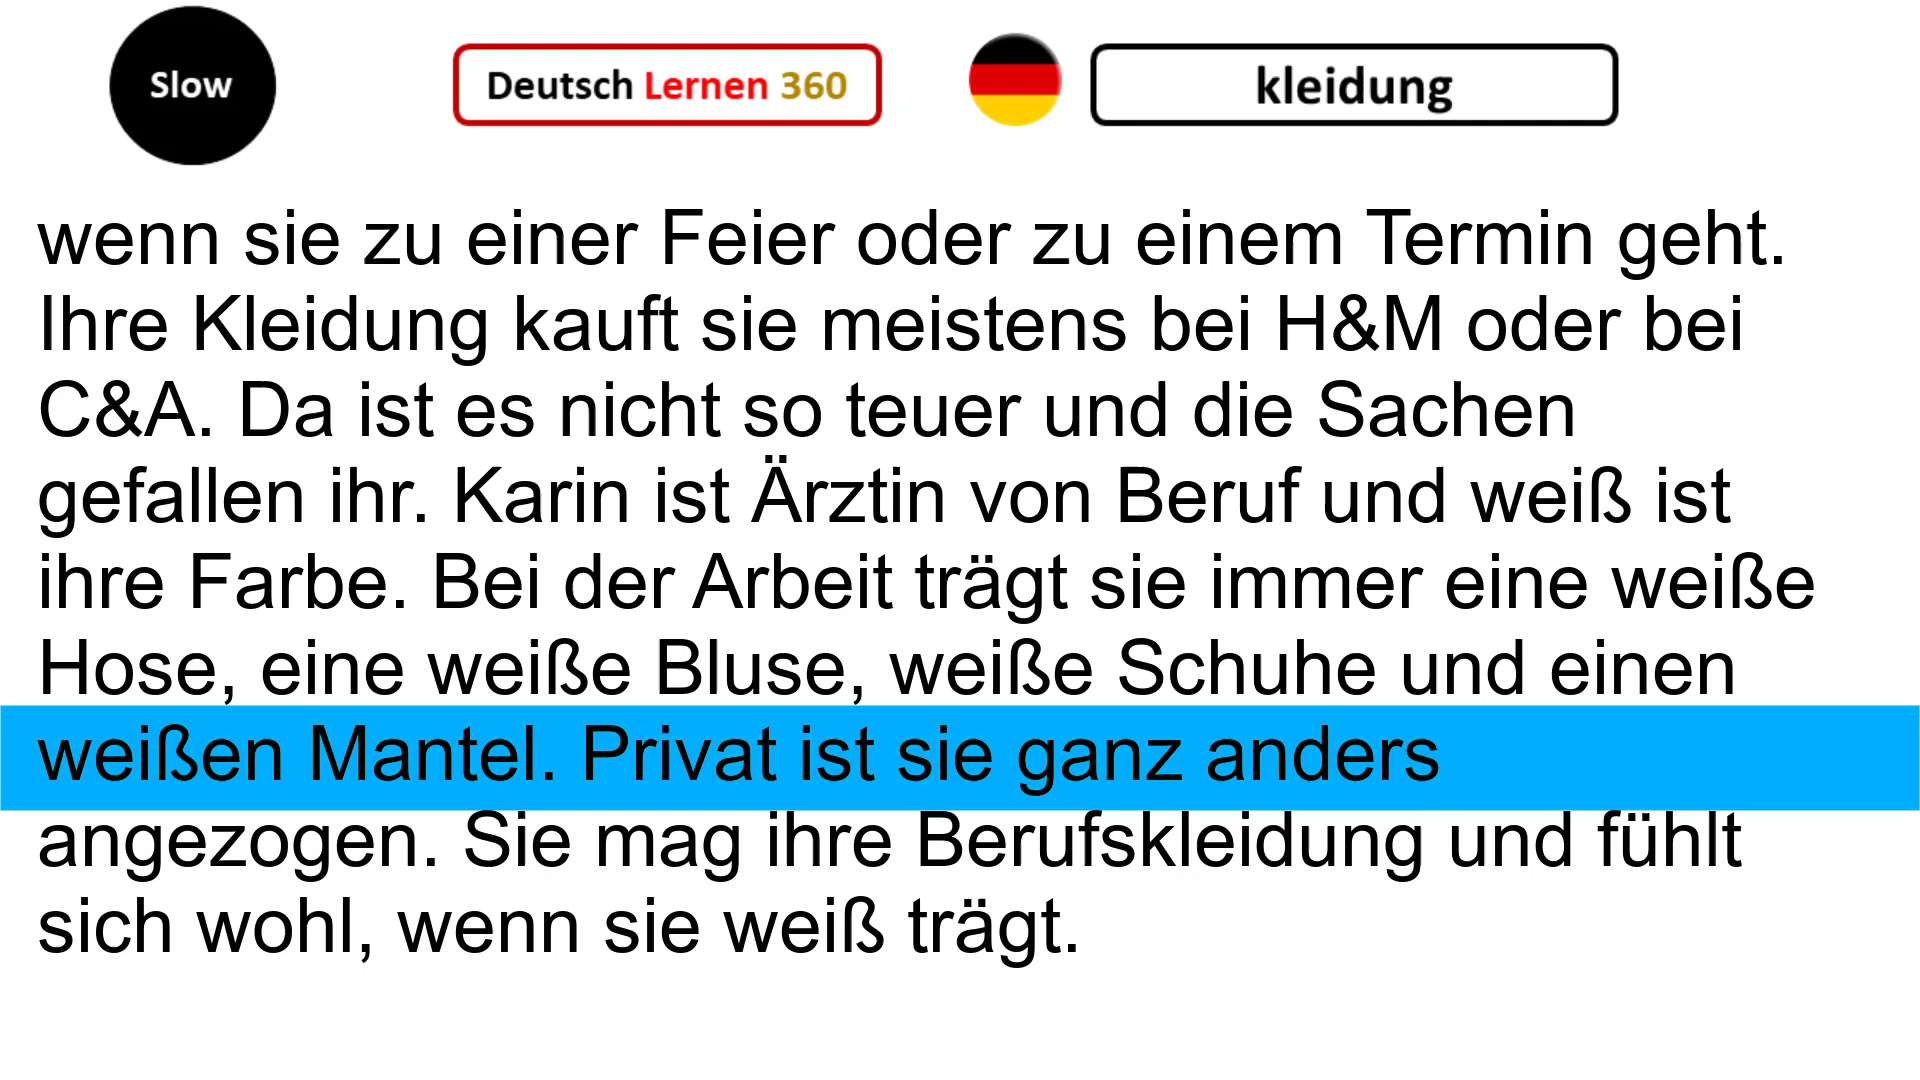 Slow
Deutsch Lernen 360
kleidung
wenn sie zu einer Feier oder zu einem Termin geht.
Ihre Kleidung kauft sie meistens bei H&M oder bei
C&A. Da ist es nicht so teuer und die Sachen
gefallen ihr. Karin ist Ärztin von Beruf und weiß ist
ihre Farbe. Bei der Arbeit trägt sie immer eine weiße
Hose, eine weiße Bluse, weiße Schuhe und einen
weißen Mantel. Privat ist sie ganz anders
angezogen. Sie mag ihre Berufskleidung und fühlt
sich wohl, wenn sie weiß trägt.